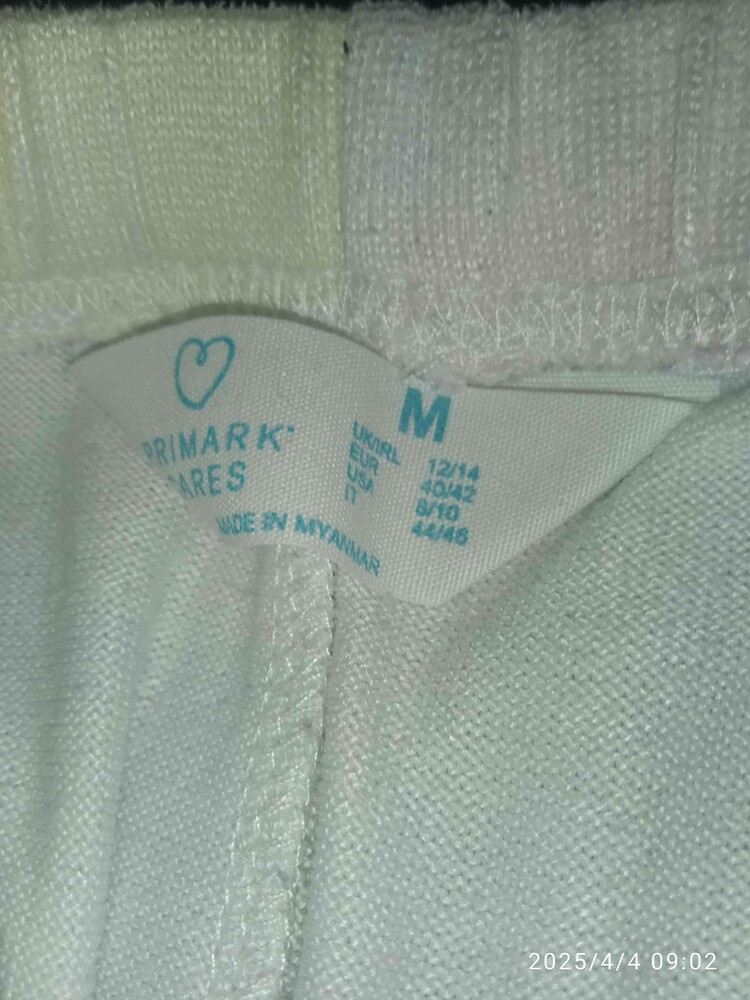 PRIMARK
CARES
M
UK/IRL 12/14
EUR 40/42
USA 8/10
IT 44/46
MADE IN MYANMAR
2025/4/4 09:02